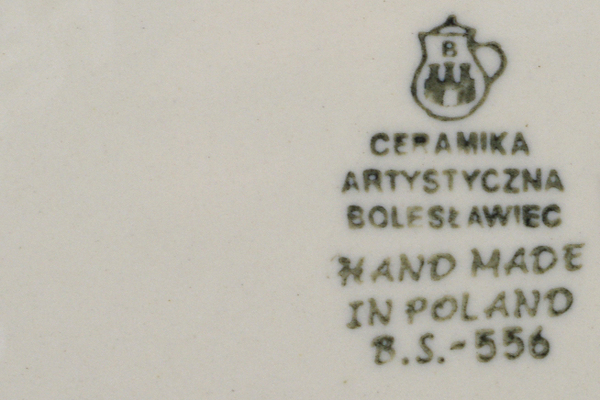 B
CERAMIKA
ARTYSTYCZNA
BOLESŁAWIEC
HAND MADE
IN POLAND
B.S.-556